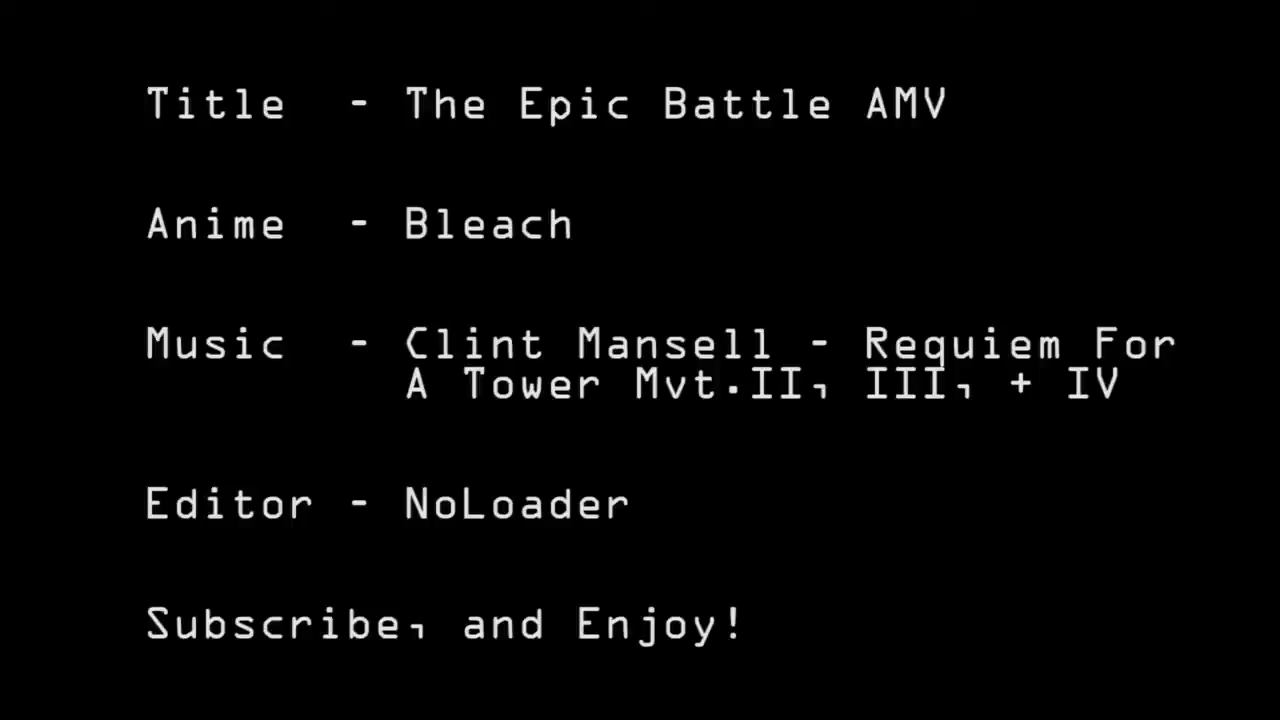 Title - The Epic Battle AMV
Anime - Bleach
Music - Clint Mansell - Requiem For
A Tower Mvt.II, III, + IV
Editor - NoLoader
Subscribe, and Enjoy!